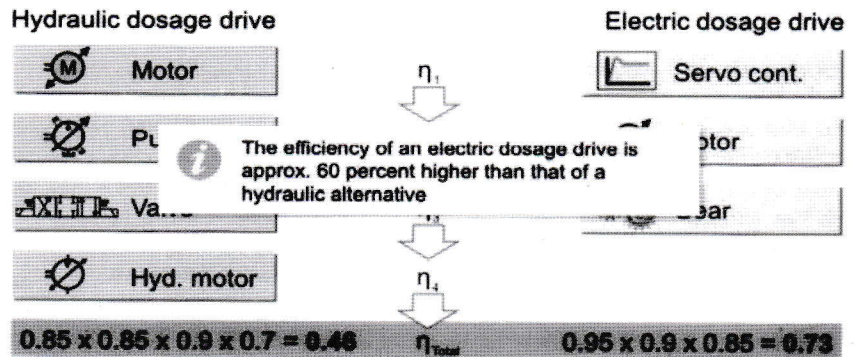 Hydraulic dosage drive
Electric dosage drive
M
Motor
η₁
Servo cont.
The efficiency of an electric dosage drive is
approx. 60 percent higher than that of a
hydraulic alternative
Hyd. motor
η₄
0.85 x 0.85 x 0.9 x 0.7 = 0.46
ηTotal
0.95 x 0.9 x 0.85 = 0.73